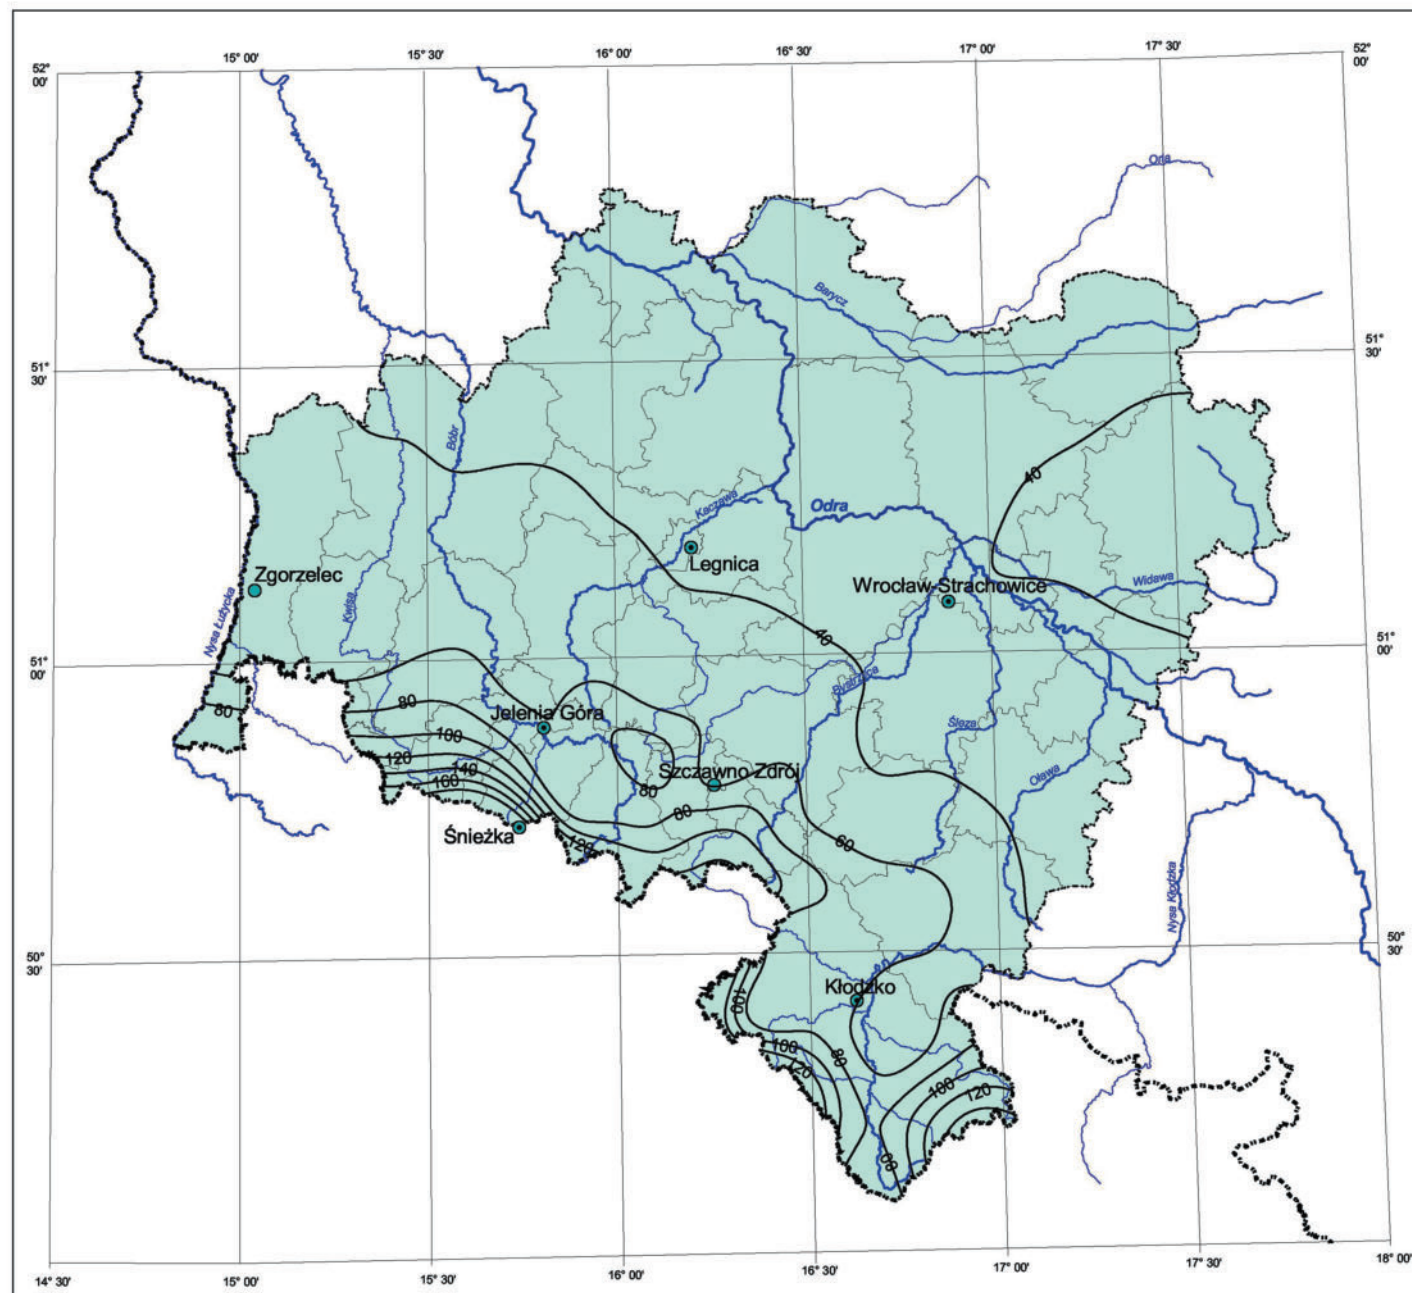 15° 00' 15° 30' 16° 00' 16° 30' 17° 00' 17° 30'
52° 00' 52° 00'
Orla
Barycz
51° 30' 51° 30'
Bóbr
40
Kaczawa
Odra
Legnica
Zgorzelec
Wrocław-Strachowice
Widawa
Kwisa
Nysa Łużycka
40
51° 00' 51° 00'
Bystrzyca
80
80
Jelenia Góra
Ślęza
100
120
140
160
Szczawno Zdrój
Oława
80
80
Śnieżka
120
60
Nysa Kłodzka
50° 30' 50° 30'
Kłodzko
100
100
80
120
100
120
80
14° 30' 15° 00' 15° 30' 16° 00' 16° 30' 17° 00' 17° 30' 18° 00'